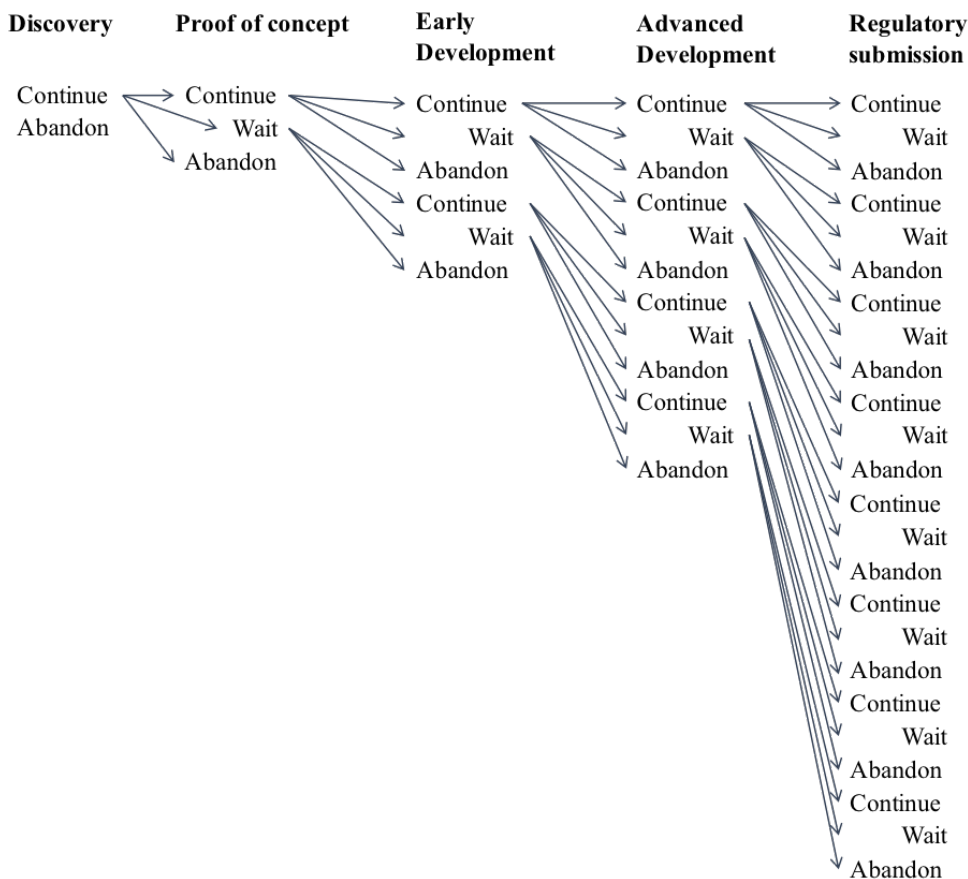 Discovery
Proof of concept
Early
Development
Advanced
Development
Regulatory
submission
Continue
Abandon
Continue
Wait
Abandon
Continue
Wait
Abandon
Continue
Wait
Abandon
Continue
Wait
Abandon
Continue
Wait
Abandon
Continue
Wait
Abandon
Continue
Wait
Abandon
Continue
Wait
Abandon
Continue
Wait
Abandon
Continue
Wait
Abandon
Continue
Wait
Abandon
Continue
Wait
Abandon
Continue
Wait
Abandon
Continue
Wait
Abandon
Continue
Wait
Abandon